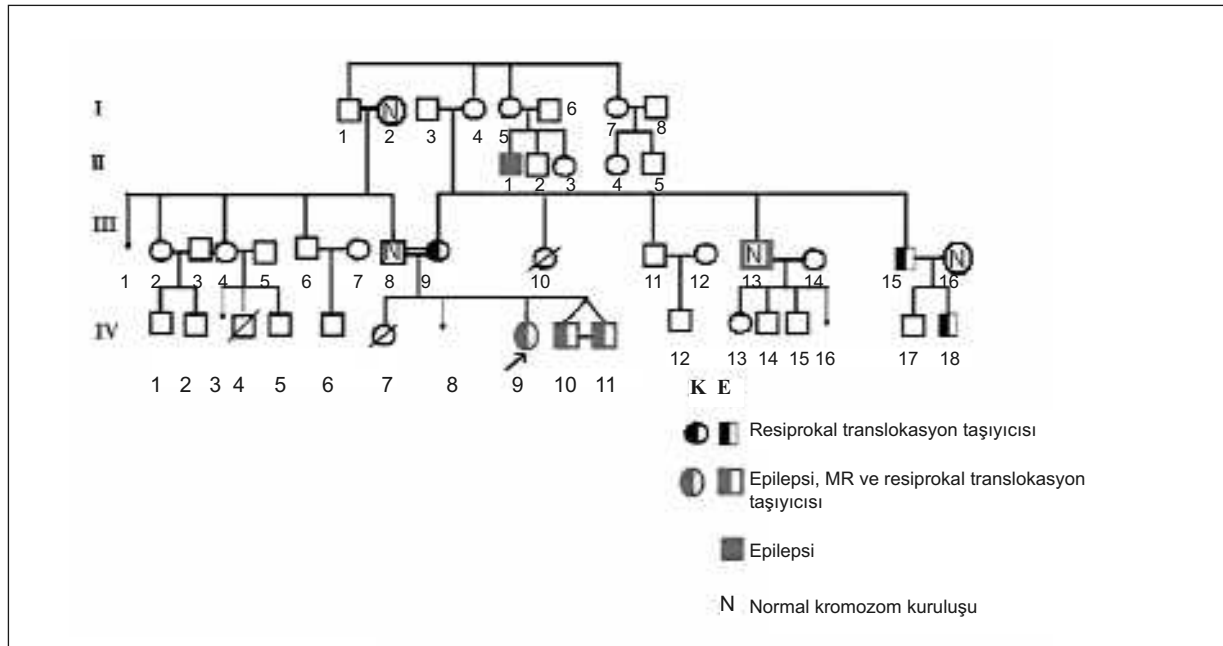 I
1 N 2 3 4 5 6 7 8
II
1 2 3 4 5
III
1 2 3 4 5 6 7 N 8 9 10 11 12 N 13 14 15 N 16
IV
1 2 3 4 5 6 7 8 9 10 11 12 13 14 15 16 17 18
K E
Resiprokal translokasyon taşıyıcısı
Epilepsi, MR ve resiprokal translokasyon
taşıyıcısı
Epilepsi
N Normal kromozom kuruluşu